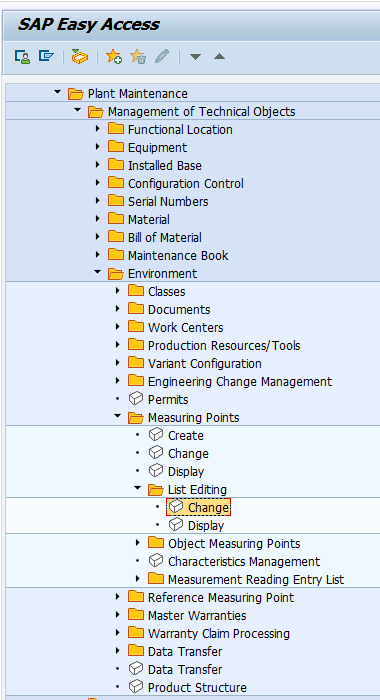 SAP Easy Access
Plant Maintenance
Management of Technical Objects
Functional Location
Equipment
Installed Base
Configuration Control
Serial Numbers
Material
Bill of Material
Maintenance Book
Environment
Classes
Documents
Work Centers
Production Resources/Tools
Variant Configuration
Engineering Change Management
Permits
Measuring Points
Create
Change
Display
List Editing
Change
Display
Object Measuring Points
Characteristics Management
Measurement Reading Entry List
Reference Measuring Point
Master Warranties
Warranty Claim Processing
Data Transfer
Data Transfer
Product Structure